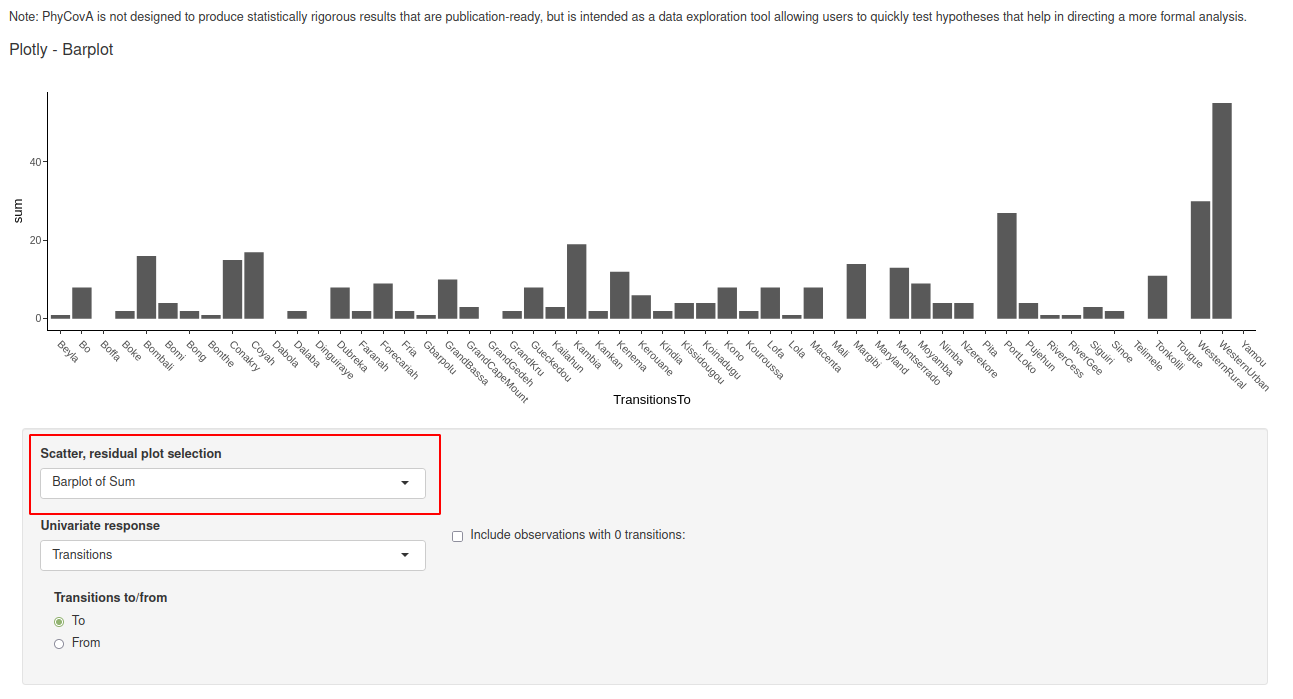 Note: PhyCovA is not designed to produce statistically rigorous results that are publication-ready, but is intended as a data exploration tool allowing users to quickly test hypotheses that help in directing a more formal analysis.
Plotly - Barplot
sum
40
20
0
Beyla
Bo
Boffa
Boke
Bombali
Bomi
Bong
Bonthe
Conakry
Coyah
Dabola
Dalaba
Dinguiraye
Dubreka
Faranah
Forecariah
Fria
Gbarpolu
GrandBassa
GrandCapeMount
GrandGedeh
GrandKru
Gueckedou
Kailahun
Kambia
Kankan
Kenema
Kerouane
Kindia
Kissidougou
Koinadugu
Kono
Kouroussa
Lofa
Lola
Macenta
Mali
Margibi
Maryland
Montserrado
Moyamba
Nimba
Nzerekore
Pita
PortLoko
Pujehun
RiverCess
RiverGee
Siguiri
Sinoe
Telimele
Tonkolili
Tougue
WesternRural
WesternUrban
Yamou
TransitionsTo
Scatter, residual plot selection
Barplot of Sum
Univariate response
Include observations with 0 transitions:
Transitions
Transitions to/from
To
From